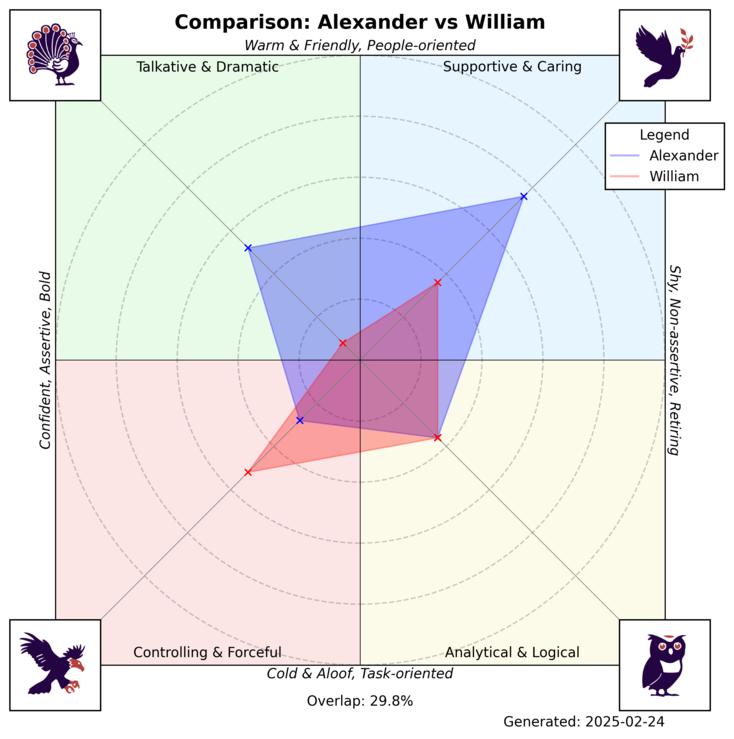 Comparison: Alexander vs William
Warm & Friendly, People-oriented
Talkative & Dramatic
Supportive & Caring
Legend
Alexander
William
Confident, Assertive, Bold
Shy, Non-assertive, Retiring
Controlling & Forceful
Analytical & Logical
Cold & Aloof, Task-oriented
Overlap: 29.8%
Generated: 2025-02-24